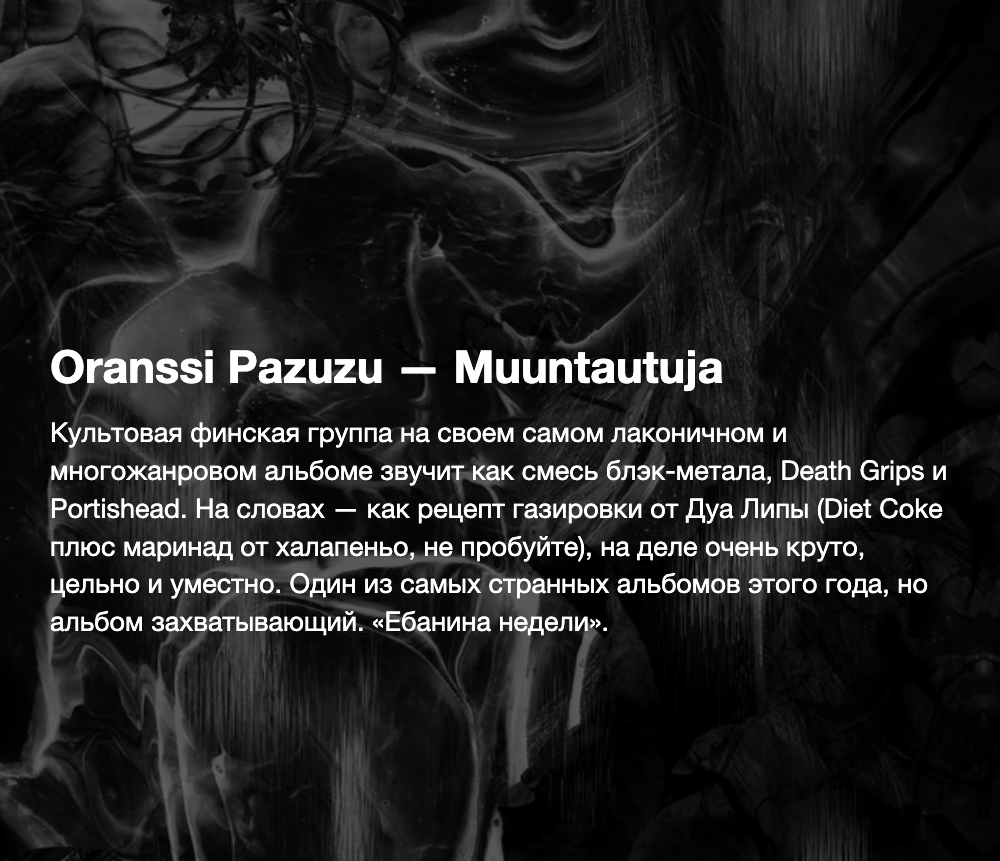 Oranssi Pazuzu — Muuntautuja
Культовая финская группа на своем самом лаконичном и
многожанровом альбоме звучит как смесь блэк-метала, Death Grips и
Portishead. На словах — как рецепт газировки от Дуа Липы (Diet Coke
плюс маринад от халапеньо, не пробуйте), на деле очень круто,
цельно и уместно. Один из самых странных альбомов этого года, но
альбом захватывающий. «Ебанина недели».